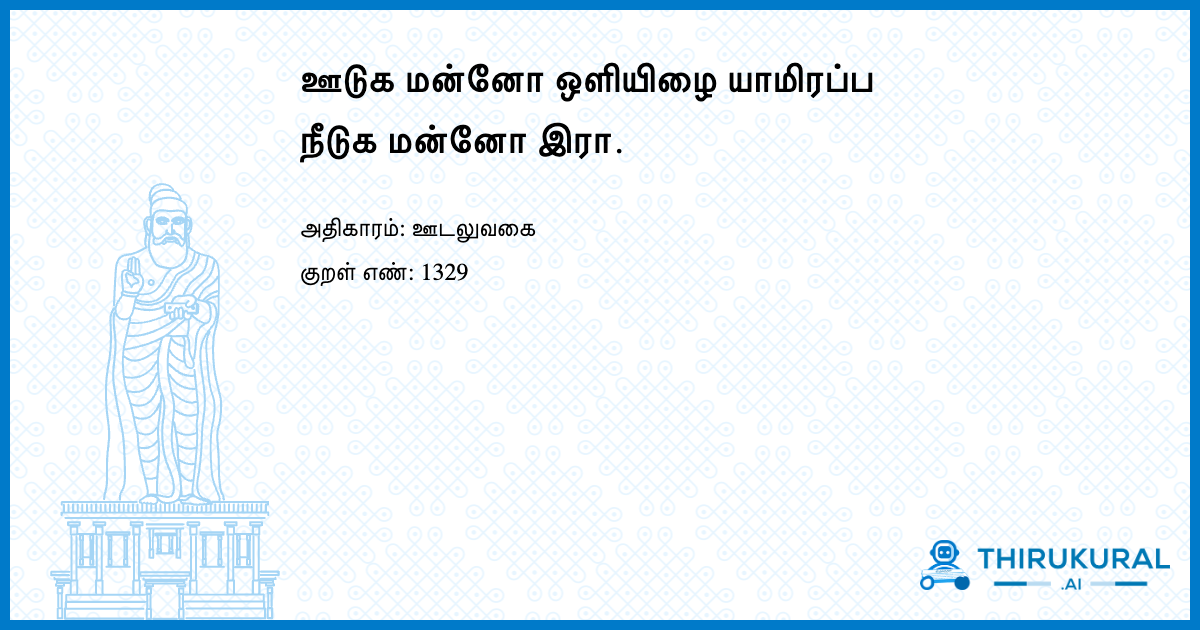 ஊடுக மன்னோ ஒளியிழை யாமிரப்ப
நீடுக மன்னோ இரா.
அதிகாரம்: ஊடலுவகை
குறள் எண்: 1329
THIRUKURAL
.AI